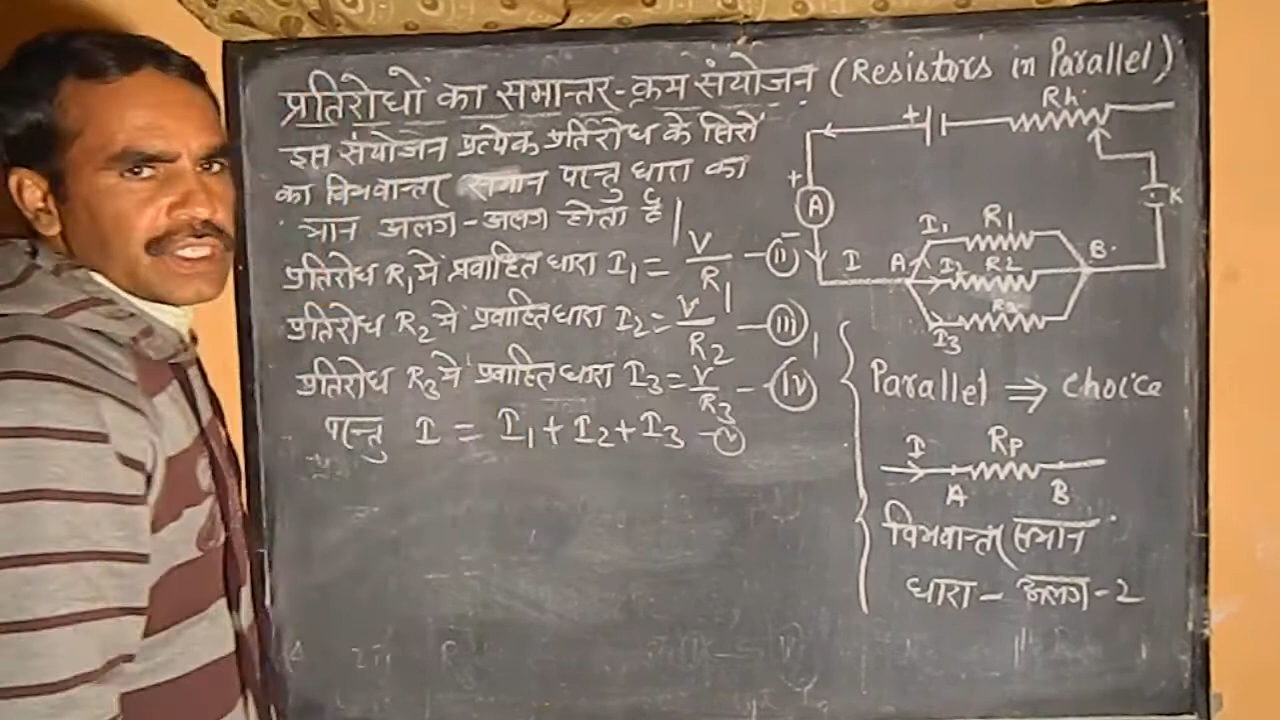 प्रतिरोधों का समान्तर-क्रम संयोजन (Resistors in Parallel)
इस संयोजन प्रत्येक प्रतिरोध के सिरों
का विभवान्तर समान परन्तु धारा का
मान अलग-अलग होता है|
प्रतिरोध R₁ में प्रवाहित धारा I₁ = V/R₁ - (ii)
प्रतिरोध R₂ में प्रवाहित धारा I₂ = V/R₂ - (iii)
प्रतिरोध R₃ में प्रवाहित धारा I₃ = V/R₃ - (iv)
परन्तु I = I₁ + I₂ + I₃ - (v)
+ Rh.
+ A - K
I A B
I₁ R₁
I₂ R₂
I₃ R₃
Parallel ⇒ choice
I Rp
A B
विभवान्तर समान
धारा - अलग-2